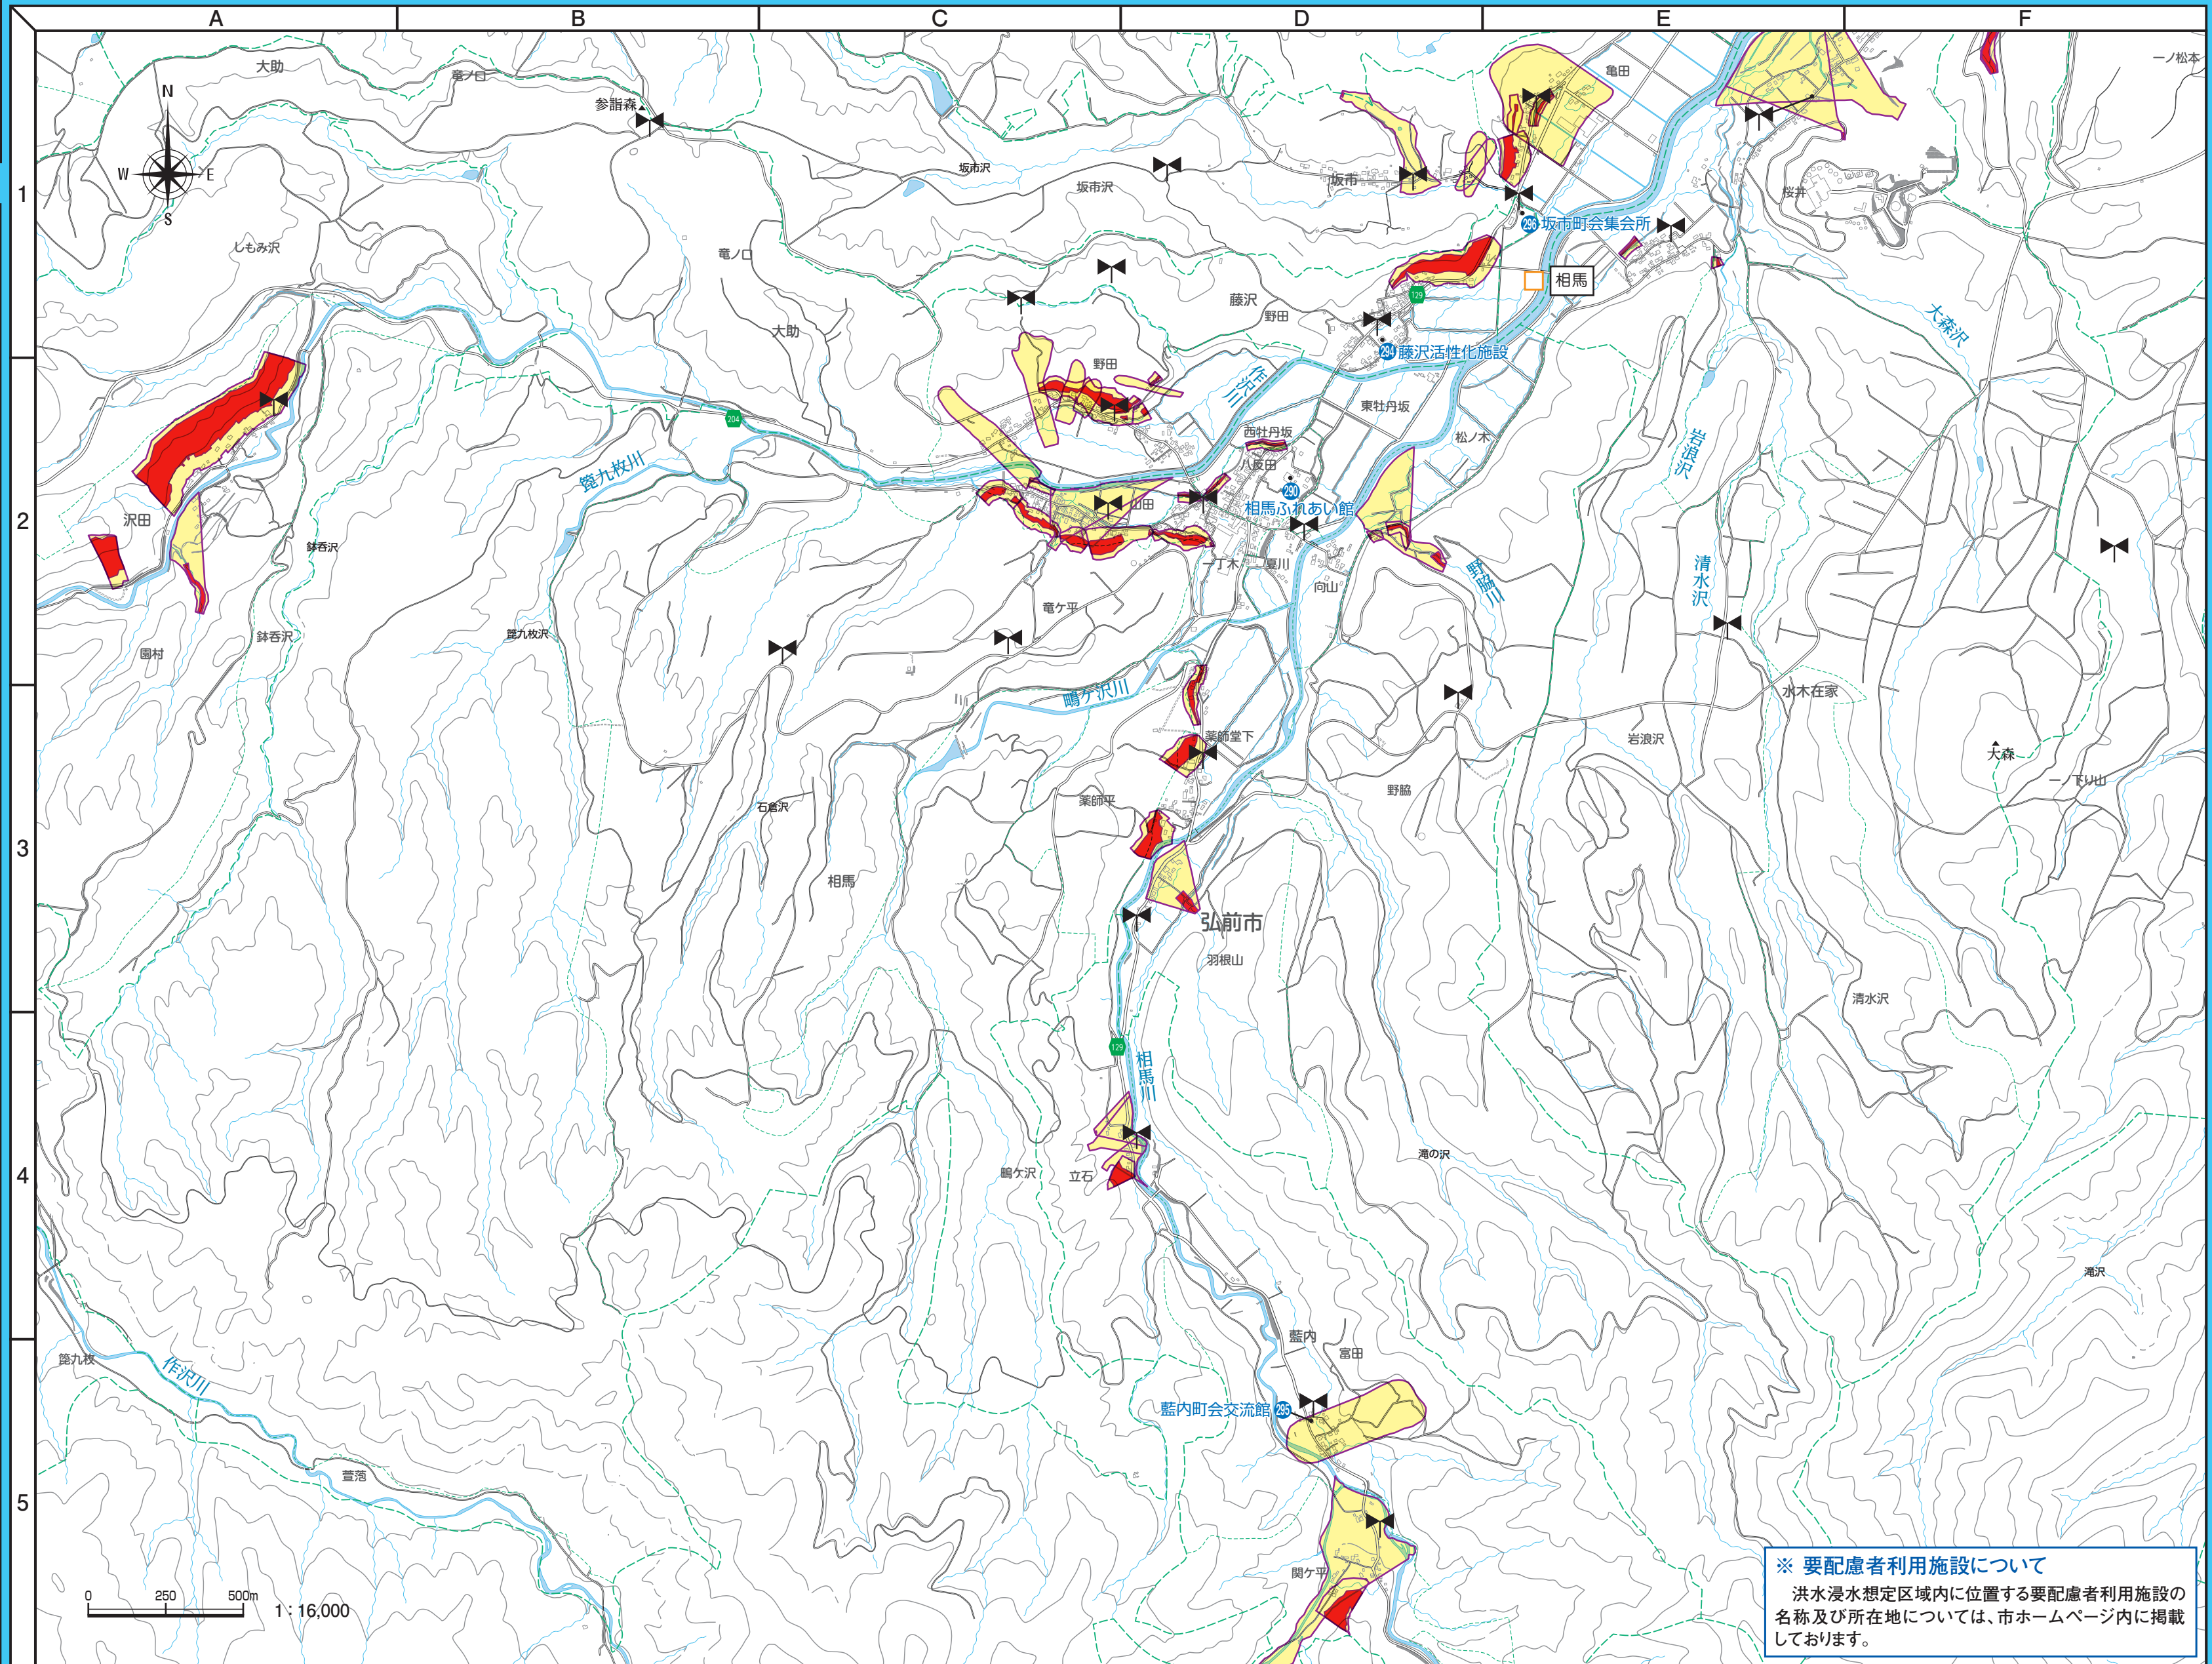 A
B
C
D
E
F
1
2
3
4
5
N
W
E
S
大助
竜ノ口
参詣森
坂市沢
坂市沢
坂市
亀田
一ノ松本
桜井
296 坂市町会集会所
しもみ沢
竜ノ口
大助
藤沢
野田
129
相馬
294 藤沢活性化施設
大森沢
野田
作沢川
東牡丹坂
西牡丹坂
松ノ木
八反田
204
笹九枚川
岩浪沢
290
相馬ふれあい館
山田
沢田
鉢呑沢
一丁木
夏川
向山
野脇川
清水沢
竜ケ平
笹九枚沢
鉢呑沢
園村
鴫ケ沢川
水木在家
薬師堂下
岩浪沢
大森
一ノ下り山
野脇
石倉沢
薬師平
相馬
弘前市
羽根山
清水沢
129
相馬川
滝の沢
鴫ケ沢
立石
滝沢
藍内
富田
笹九枚
作沢川
藍内町会交流館 295
萱萢
関ケ平
0 250 500m
1：16,000
※ 要配慮者利用施設について
洪水浸水想定区域内に位置する要配慮者利用施設の
名称及び所在地については、市ホームページ内に掲載
しております。